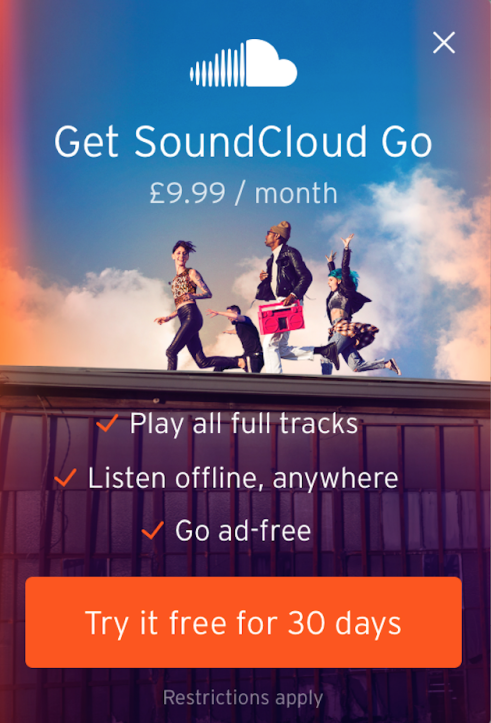 Get SoundCloud Go
£9.99 / month
Play all full tracks
Listen offline, anywhere
Go ad-free
Try it free for 30 days
Restrictions apply